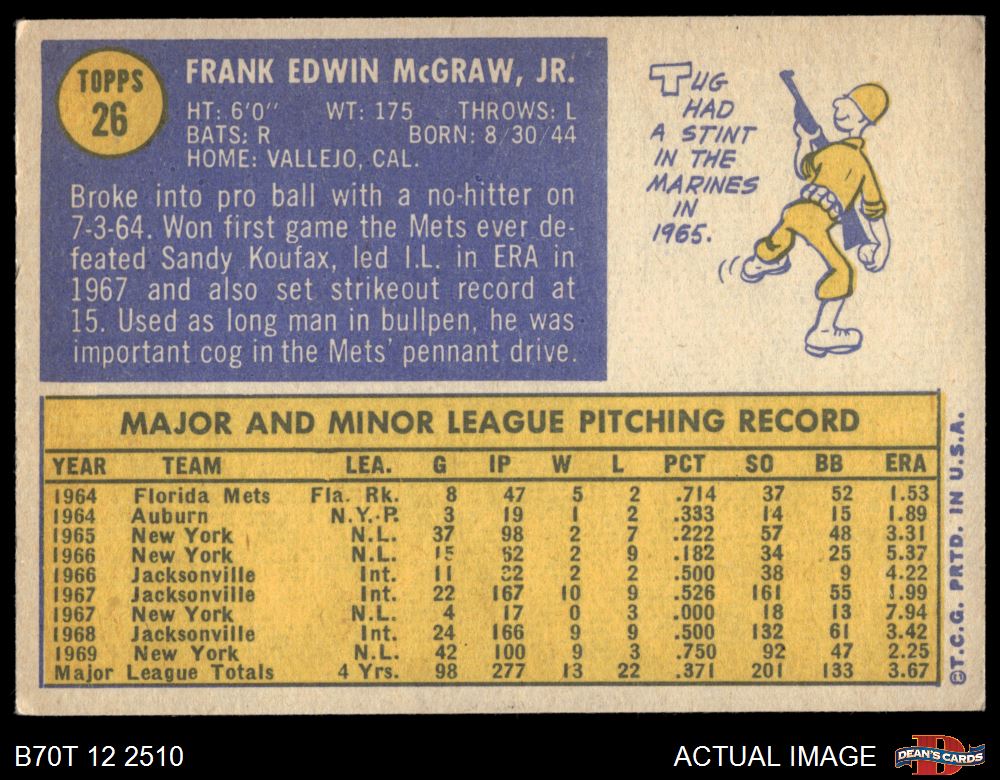 TOPPS
26
FRANK EDWIN McGRAW, JR.
HT: 6'0" WT: 175 THROWS: L
BATS: R BORN: 8/30/44
HOME: VALLEJO, CAL.
Broke into pro ball with a no-hitter on
7-3-64. Won first game the Mets ever de-
feated Sandy Koufax, led I.L. in ERA in
1967 and also set strikeout record at
15. Used as long man in bullpen, he was
important cog in the Mets' pennant drive.
TUG
HAD
A STINT
IN THE
MARINES
IN
1965.
MAJOR AND MINOR LEAGUE PITCHING RECORD
YEAR TEAM LEA. G IP W L PCT SO BB ERA
1964 Florida Mets Fla. Rk. 8 47 5 2 .714 37 52 1.53
1964 Auburn N.Y.-P. 3 19 1 2 .333 14 15 1.89
1965 New York N.L. 37 98 2 7 .222 57 48 3.31
1966 New York N.L. 15 62 2 9 .182 34 25 5.37
1966 Jacksonville Int. 11 32 2 2 .500 38 9 4.22
1967 Jacksonville Int. 22 167 10 9 .526 161 55 1.99
1967 New York N.L. 4 17 0 3 .000 18 13 7.94
1968 Jacksonville Int. 24 166 9 9 .500 132 61 3.42
1969 New York N.L. 42 100 9 3 .750 92 47 2.25
Major League Totals 4 Yrs. 98 277 13 22 .371 201 133 3.67
©T.C.G. PRTD. IN U.S.A.
B70T 12 2510
ACTUAL IMAGE
DEAN'S CARDS